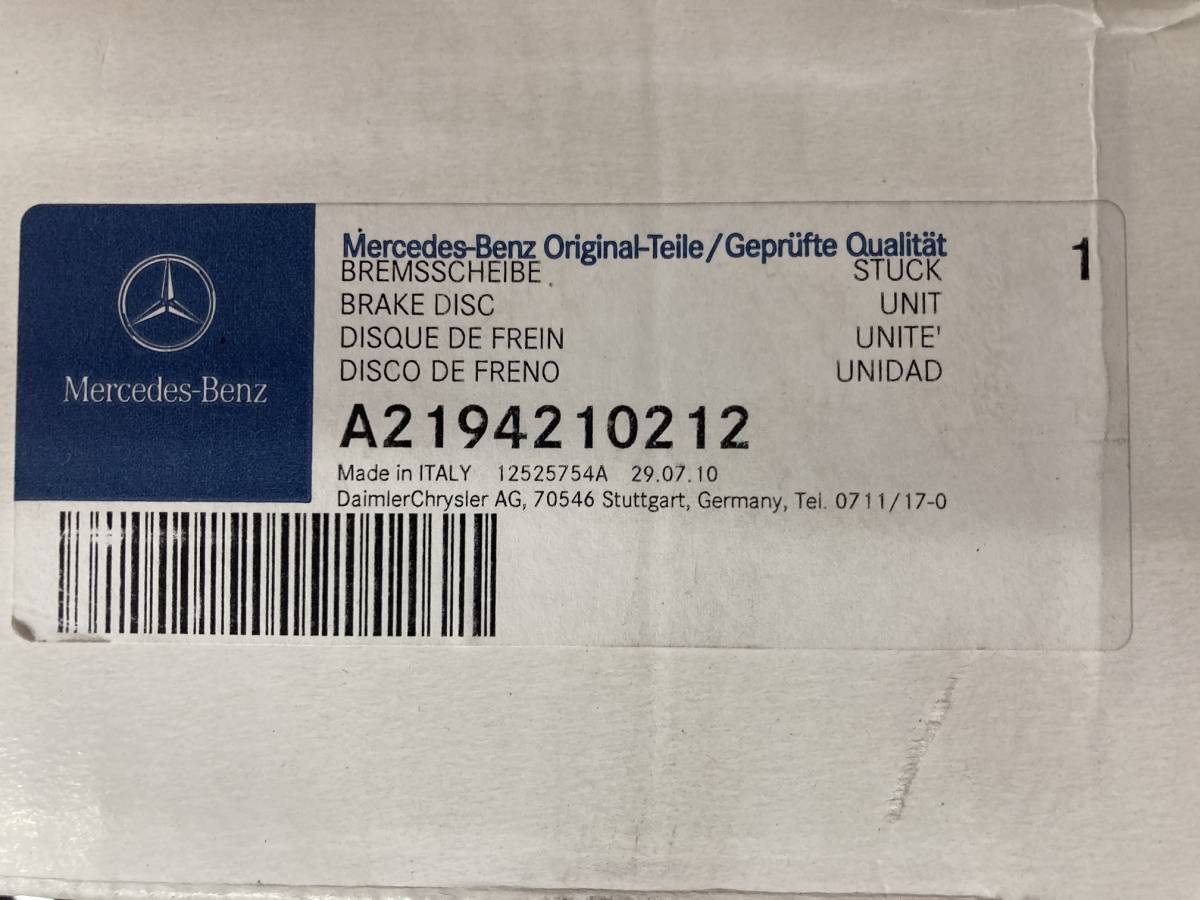 Mercedes-Benz
Mercedes-Benz Original-Teile/Geprüfte Qualität
BREMSSCHEIBE STUCK 1
BRAKE DISC UNIT
DISQUE DE FREIN UNITE'
DISCO DE FRENO UNIDAD
A2194210212
Made in ITALY 12525754A 29.07.10
DaimlerChrysler AG, 70546 Stuttgart, Germany, Tel. 0711/17-0